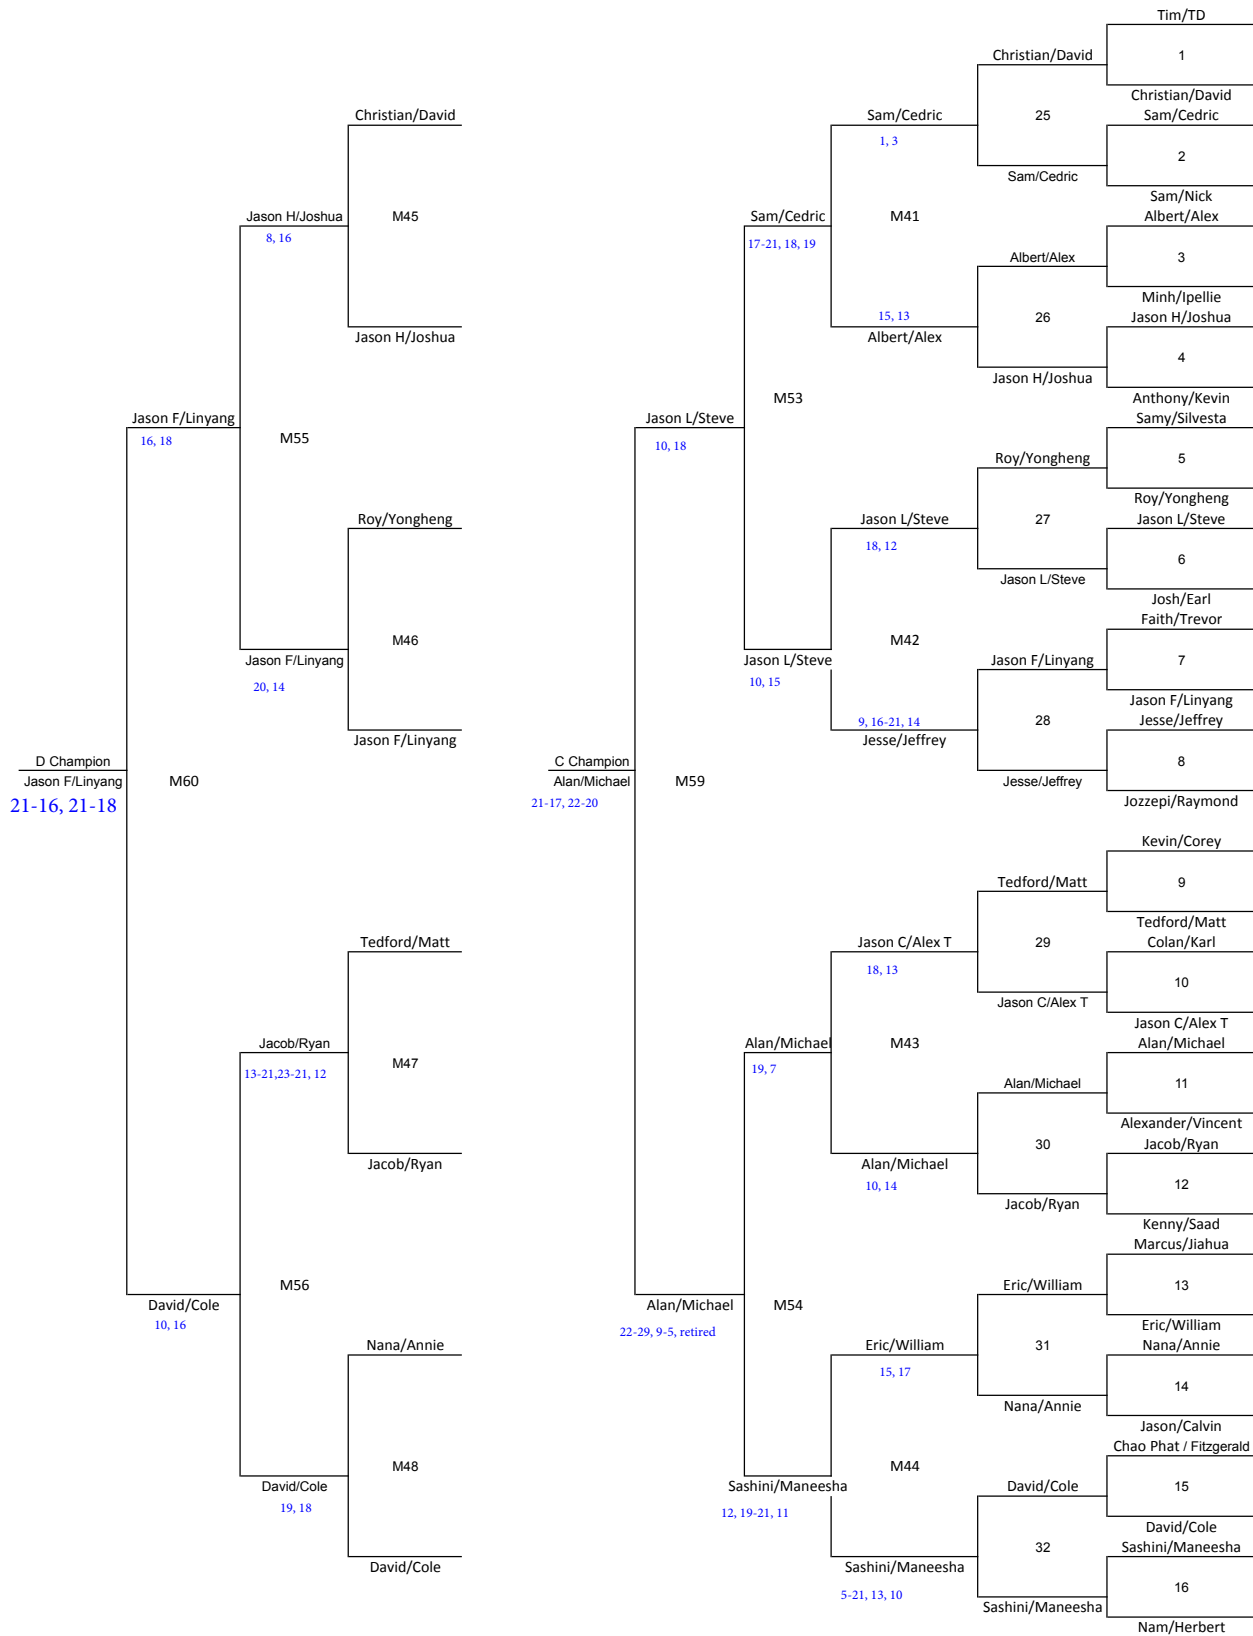 Tim/TD
Christian/David
1
Christian/David
Christian/David
Sam/Cedric
25
Sam/Cedric
1, 3
2
Sam/Cedric
Sam/Nick
Jason H/Joshua
M45
Sam/Cedric
M41
Albert/Alex
8, 16
17-21, 18, 19
Albert/Alex
3
Minh/Ipellie
15, 13
26
Jason H/Joshua
Jason H/Joshua
Albert/Alex
4
Jason H/Joshua
M53
Anthony/Kevin
Jason F/Linyang
Jason L/Steve
Samy/Silvesta
16, 18
M55
10, 18
Roy/Yongheng
5
Roy/Yongheng
Roy/Yongheng
Jason L/Steve
27
Jason L/Steve
18, 12
6
Jason L/Steve
Josh/Earl
Faith/Trevor
M46
M42
Jason F/Linyang
Jason L/Steve
Jason F/Linyang
7
20, 14
10, 15
Jason F/Linyang
9, 16-21, 14
28
Jesse/Jeffrey
Jason F/Linyang
Jesse/Jeffrey
D Champion
C Champion
8
Jason F/Linyang
M60
Alan/Michael
M59
Jesse/Jeffrey
21-16, 21-18
21-17, 22-20
Jozzepi/Raymond
Kevin/Corey
Tedford/Matt
9
Tedford/Matt
Jason C/Alex T
29
Tedford/Matt
Colan/Karl
18, 13
Jason C/Alex T
10
Jason C/Alex T
Jacob/Ryan
Alan/Michael
M43
Alan/Michael
13-21,23-21, 12
M47
19, 7
Alan/Michael
11
Alexander/Vincent
Jacob/Ryan
Alan/Michael
30
Jacob/Ryan
10, 14
12
Jacob/Ryan
Kenny/Saad
Marcus/Jiahua
M56
Eric/William
13
David/Cole
Alan/Michael
M54
10, 16
22-29, 9-5, retired
Eric/William
Nana/Annie
Eric/William
31
Nana/Annie
15, 17
14
Nana/Annie
Jason/Calvin
Chao Phat / Fitzgerald
M48
M44
David/Cole
Sashini/Maneesha
David/Cole
15
19, 18
12, 19-21, 11
David/Cole
32
Sashini/Maneesha
David/Cole
Sashini/Maneesha
5-21, 13, 10
16
Sashini/Maneesha
Nam/Herbert